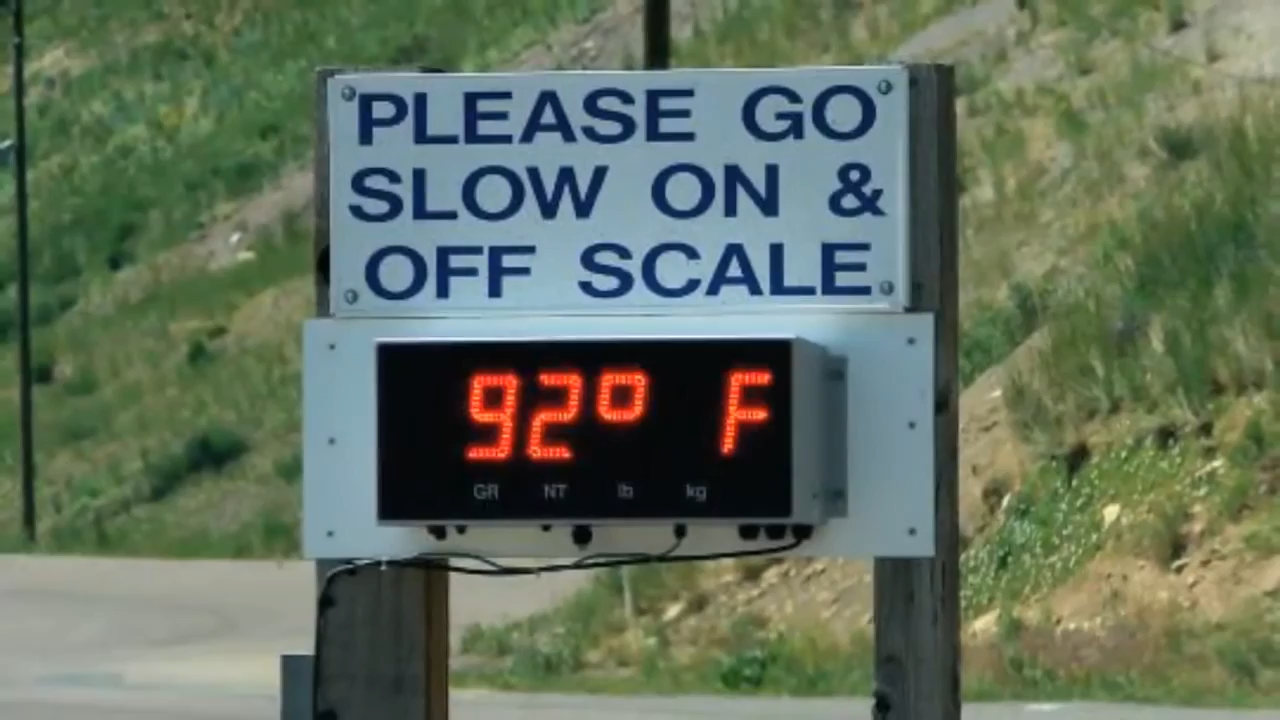 PLEASE GO
SLOW ON &
OFF SCALE
92° F
GR NT lb kg